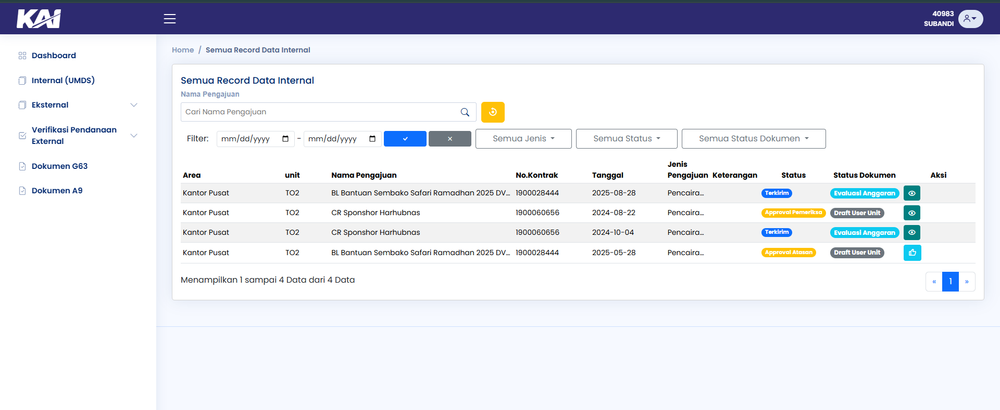 KAI
40983
SUBANDI
Dashboard
Internal (UMDS)
Eksternal
Verifikasi Pendanaan
External
Dokumen G63
Dokumen A9
Home / Semua Record Data Internal
Semua Record Data Internal
Nama Pengajuan
Cari Nama Pengajuan
Filter: mm/dd/yyyy - mm/dd/yyyy Semua Jenis Semua Status Semua Status Dokumen
Area unit Nama Pengajuan No.Kontrak Tanggal Jenis Pengajuan Keterangan Status Status Dokumen Aksi
Kantor Pusat TO2 BL Bantuan Sembako Safari Ramadhan 2025 DV... 1900028444 2025-08-28 Pencaira... Terkirim Evaluasi Anggaran
Kantor Pusat TO2 CR Sponshor Harhubnas 1900060656 2024-08-22 Pencaira... Approval Pemeriksa Draft User Unit
Kantor Pusat TO2 CR Sponshor Harhubnas 1900060656 2024-10-04 Pencaira... Terkirim Evaluasi Anggaran
Kantor Pusat TO2 BL Bantuan Sembako Safari Ramadhan 2025 DV... 1900028444 2025-05-28 Pencaira... Approval Atasan Draft User Unit
Menampilkan 1 sampai 4 Data dari 4 Data
« 1 »